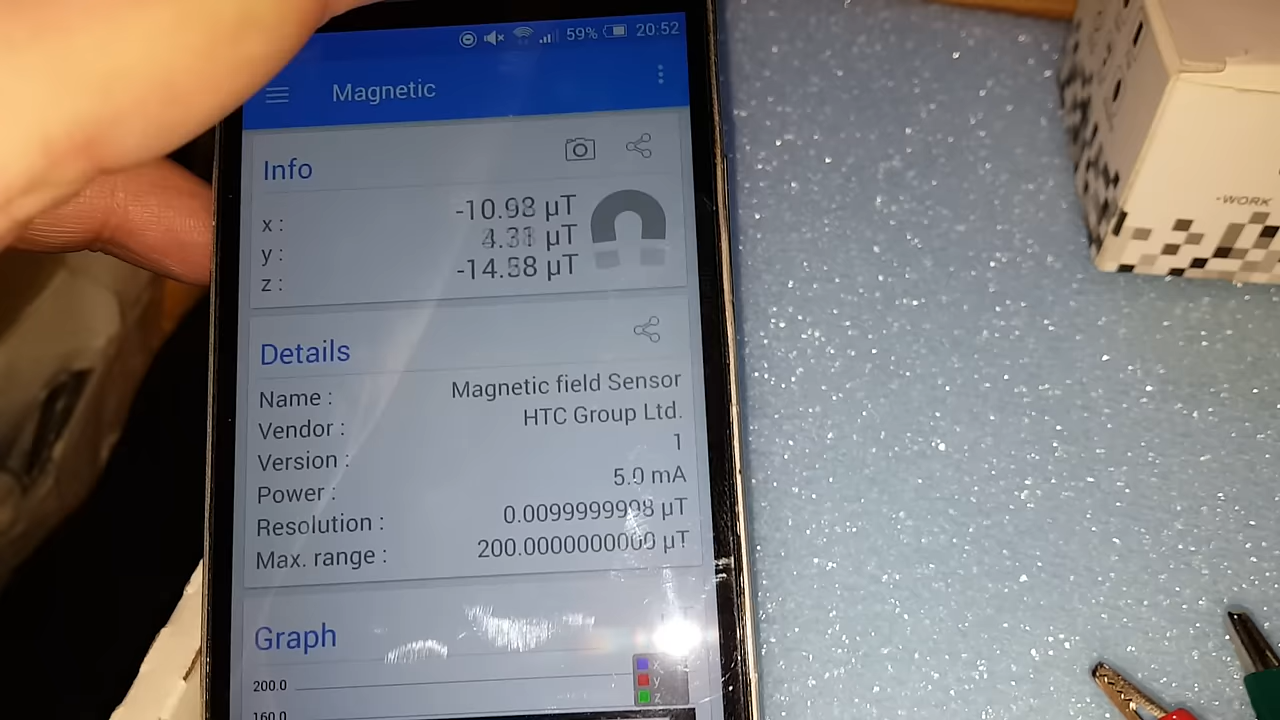 59% 20:52
Magnetic
Info
x : -10.98 µT
y : 4.31 µT
z : -14.58 µT
Details
Name : Magnetic field Sensor
Vendor : HTC Group Ltd.
Version : 1
Power : 5.0 mA
Resolution : 0.0099999998 µT
Max. range : 200.0000000000 µT
Graph
200.0
y
z
160.0
-WORK